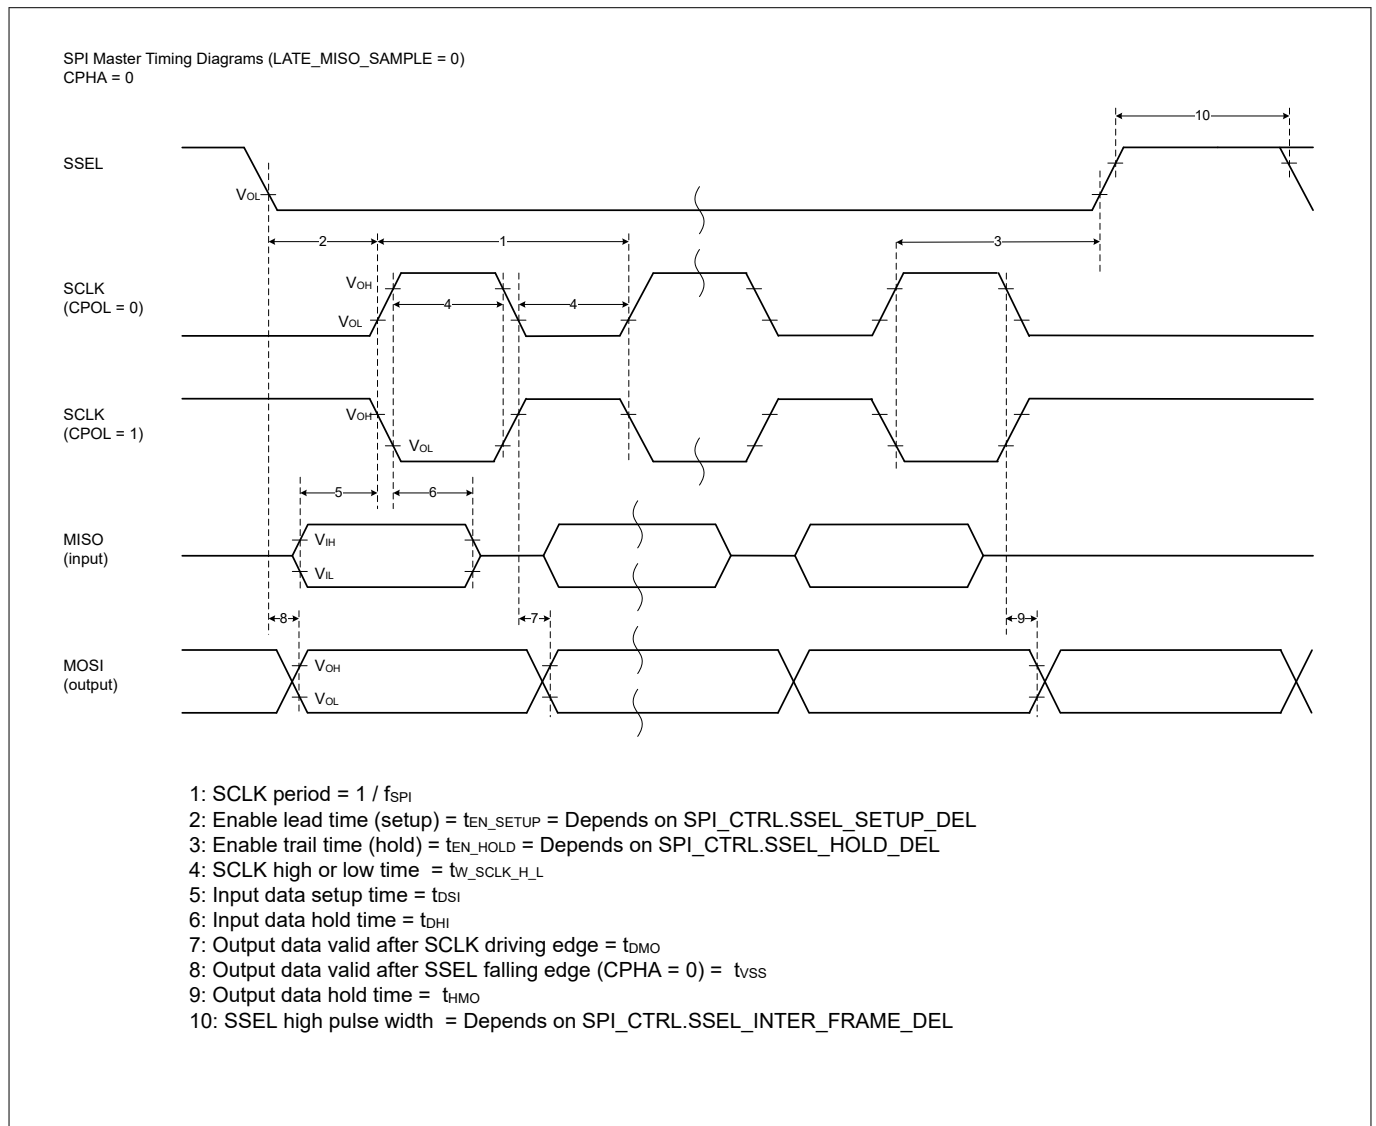 SPI Master Timing Diagrams (LATE_MISO_SAMPLE = 0)
CPHA = 0
10
SSEL
VOL
2
1
3
SCLK
(CPOL = 0)
VOH
4
4
VOL
SCLK
(CPOL = 1)
VOH
VOL
5
6
MISO
(input)
VIH
VIL
8
7
9
MOSI
(output)
VOH
VOL
1: SCLK period = 1 / fSPI
2: Enable lead time (setup) = tEN_SETUP = Depends on SPI_CTRL.SSEL_SETUP_DEL
3: Enable trail time (hold) = tEN_HOLD = Depends on SPI_CTRL.SSEL_HOLD_DEL
4: SCLK high or low time = tW_SCLK_H_L
5: Input data setup time = tDSI
6: Input data hold time = tDHI
7: Output data valid after SCLK driving edge = tDMO
8: Output data valid after SSEL falling edge (CPHA = 0) = tVSS
9: Output data hold time = tHMO
10: SSEL high pulse width = Depends on SPI_CTRL.SSEL_INTER_FRAME_DEL